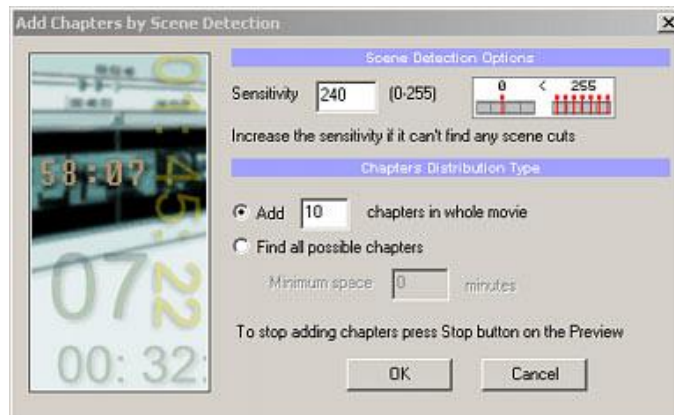 Add Chapters by Scene Detection
Scene Detection Options
Sensitivity 240 (0-255)
0 < 255
Increase the sensitivity if it can't find any scene cuts
Chapters Distribution Type
Add 10 chapters in whole movie
Find all possible chapters
Minimum space 0 minutes
To stop adding chapters press Stop button on the Preview
OK Cancel
58:07
01:45:22
07
00:32: